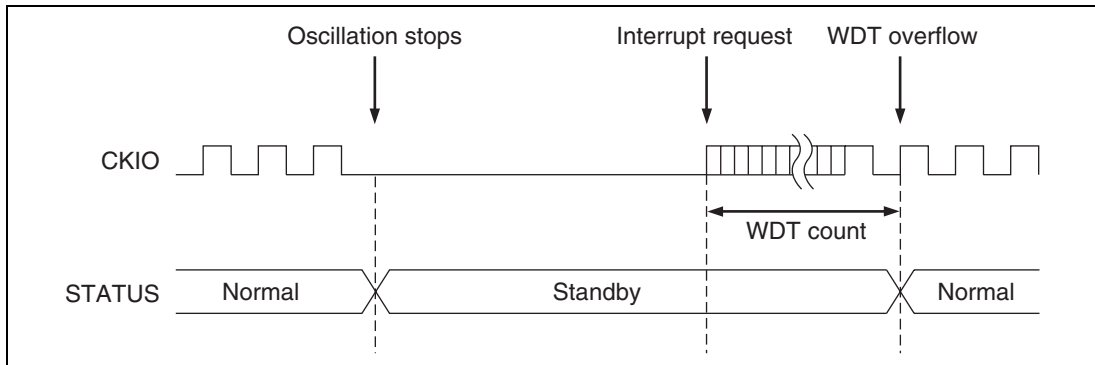 Oscillation stops
Interrupt request
WDT overflow
CKIO
WDT count
STATUS
Normal
Standby
Normal